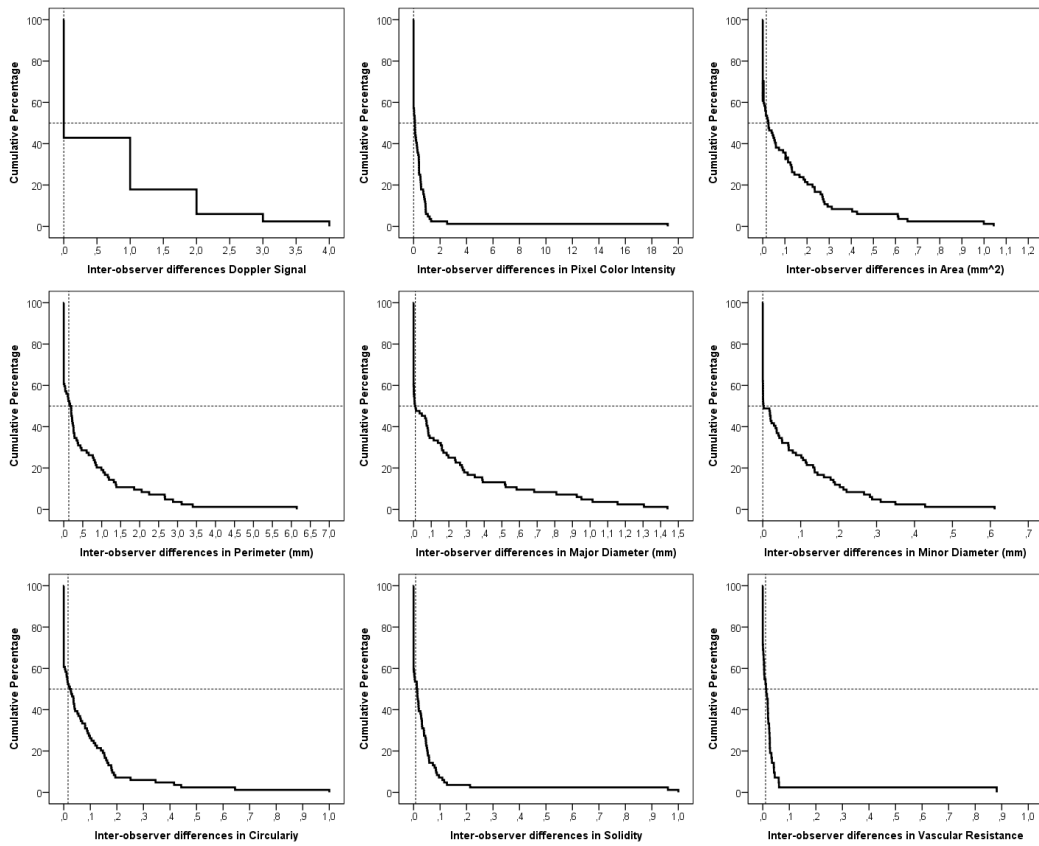 100
80
60
40
20
0
Cumulative Percentage
,0 ,5 1,0 1,5 2,0 2,5 3,0 3,5 4,0
Inter-observer differences Doppler Signal
100
80
60
40
20
0
Cumulative Percentage
0 2 4 6 8 10 12 14 16 18 20
Inter-observer differences in Pixel Color Intensity
100
80
60
40
20
0
Cumulative Percentage
,0 ,1 ,2 ,3 ,4 ,5 ,6 ,7 ,8 ,9 1,0 1,1 1,2
Inter-observer differences in Area (mm^2)
100
80
60
40
20
0
Cumulative Percentage
,0 ,5 1,0 1,5 2,0 2,5 3,0 3,5 4,0 4,5 5,0 5,5 6,0 6,5 7,0
Inter-observer differences in Perimeter (mm)
100
80
60
40
20
0
Cumulative Percentage
,0 ,1 ,2 ,3 ,4 ,5 ,6 ,7 ,8 ,9 1,0 1,1 1,2 1,3 1,4 1,5
Inter-observer differences in Major Diameter (mm)
100
80
60
40
20
0
Cumulative Percentage
,0 ,1 ,2 ,3 ,4 ,5 ,6 ,7
Inter-observer differences in Minor Diameter (mm)
100
80
60
40
20
0
Cumulative Percentage
,0 ,1 ,2 ,3 ,4 ,5 ,6 ,7 ,8 ,9 1,0
Inter-observer differences in Circulariy
100
80
60
40
20
0
Cumulative Percentage
,0 ,1 ,2 ,3 ,4 ,5 ,6 ,7 ,8 ,9 1,0
Inter-observer differences in Solidity
100
80
60
40
20
0
Cumulative Percentage
,0 ,1 ,2 ,3 ,4 ,5 ,6 ,7 ,8 ,9 1,0
Inter-observer diferences in Vascular Resistance